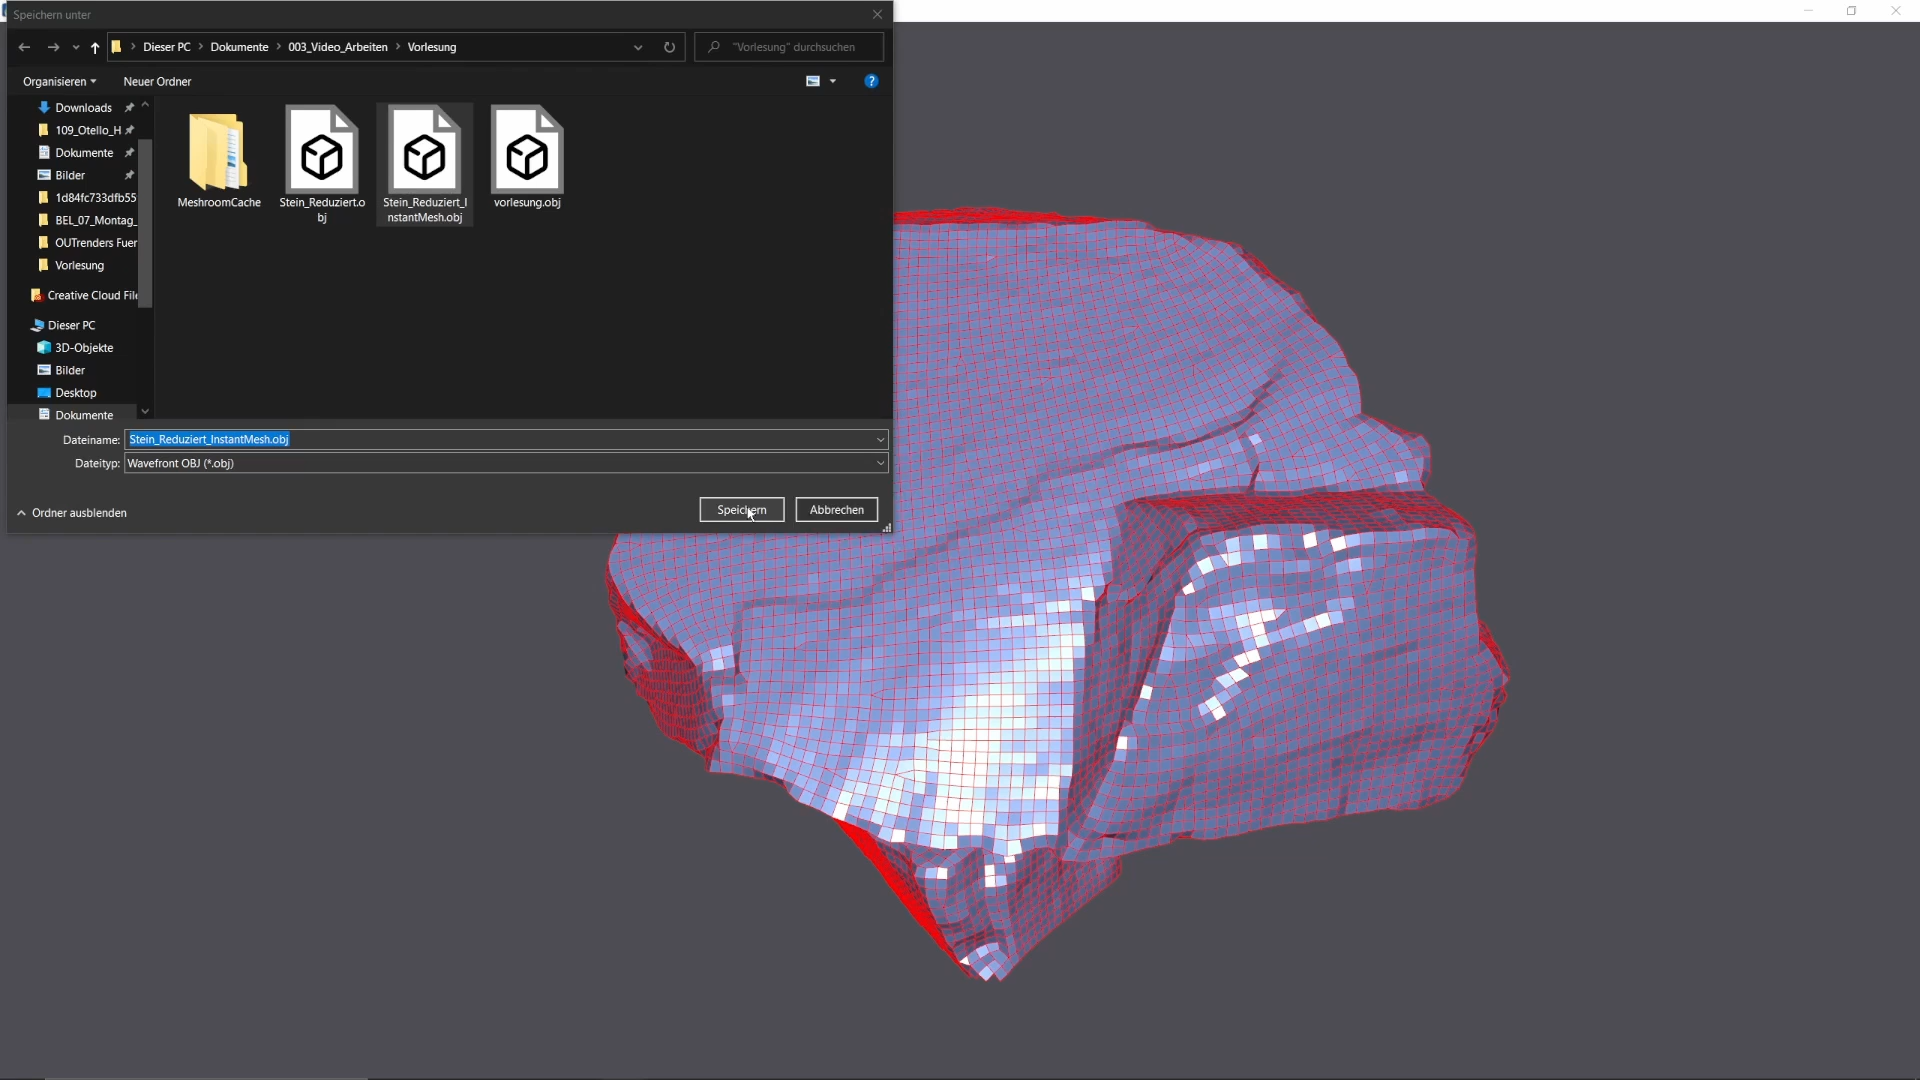 Speichern unter
Dieser PC > Dokumente > 003_Video_Arbeiten > Vorlesung
"Vorlesung" durchsuchen
Organisieren
Neuer Ordner
Downloads
109_Otello_H
Dokumente
Bilder
1d84fc733dfb55
BEL_07_Montag_
OUTrenders Fuer
Vorlesung
Creative Cloud File
Dieser PC
3D-Objekte
Bilder
Desktop
Dokumente
MeshroomCache
Stein_Reduziert.o
bj
Stein_Reduziert_I
nstantMesh.obj
vorlesung.obj
Dateiname: Stein_Reduziert_InstantMesh.obj
Dateityp: Wavefront OBJ (*.obj)
Ordner ausblenden
Speichern
Abbrechen